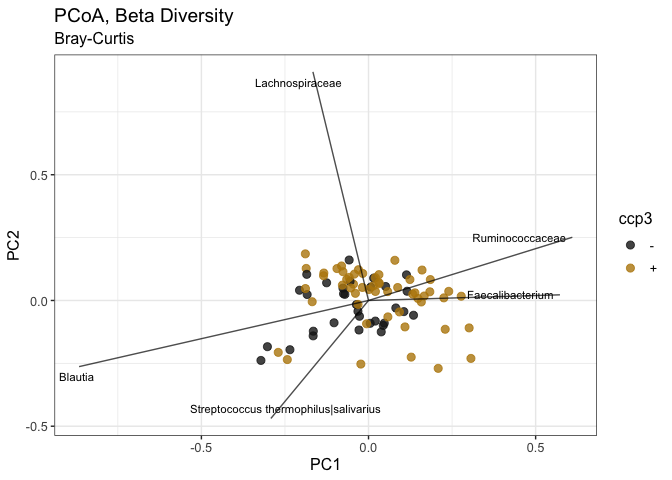 PCoA, Beta Diversity
Bray-Curtis
Lachnospiraceae
Ruminococcaceae
Faecalibacterium
Blautia
Streptococcus thermophilus|salivarius
0.5
0.0
-0.5
PC2
-0.5
0.0
0.5
PC1
ccp3
-
+